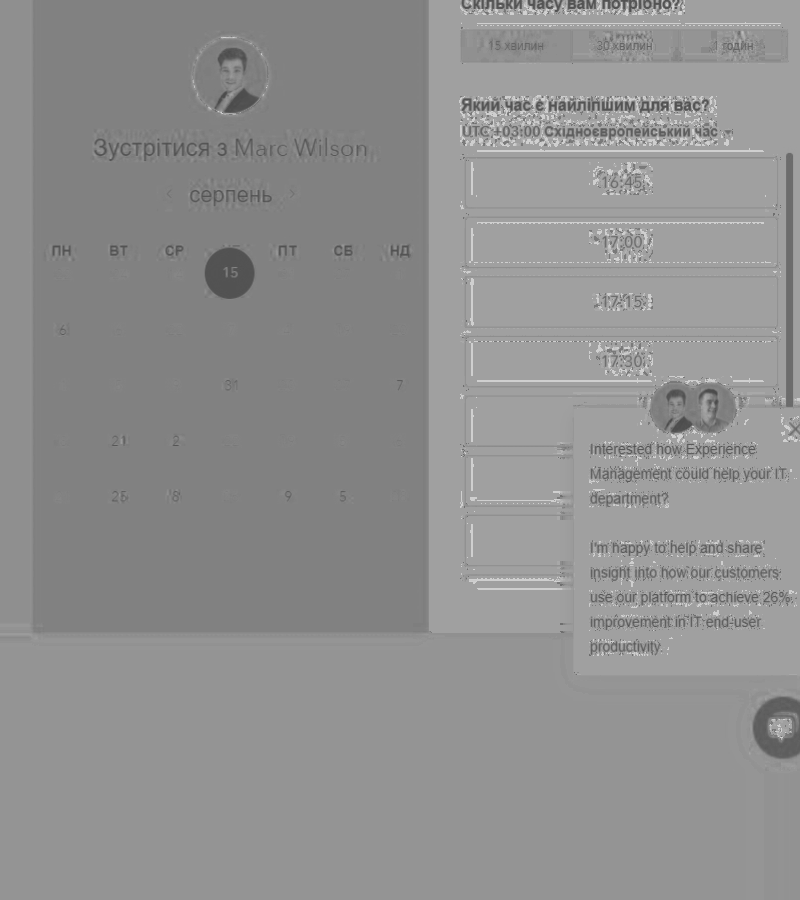 Зустрітися з Marc Wilson
серпень
ПН ВТ СР ПТ СБ НД
15
6
31 7
21
9 5
Скільки часу вам потрібно?
15 хвилин 30 хвилин 1 годин
Який час є найліпшим для вас?
UTC +03:00 Східноєвропейський час
16:45
17:00
17:15
17:30
Interested how Experience
Management could help your IT
department?
I'm happy to help and share
insight into how our customers
use our platform to achieve 26%
improvement in IT end-user
productivity.